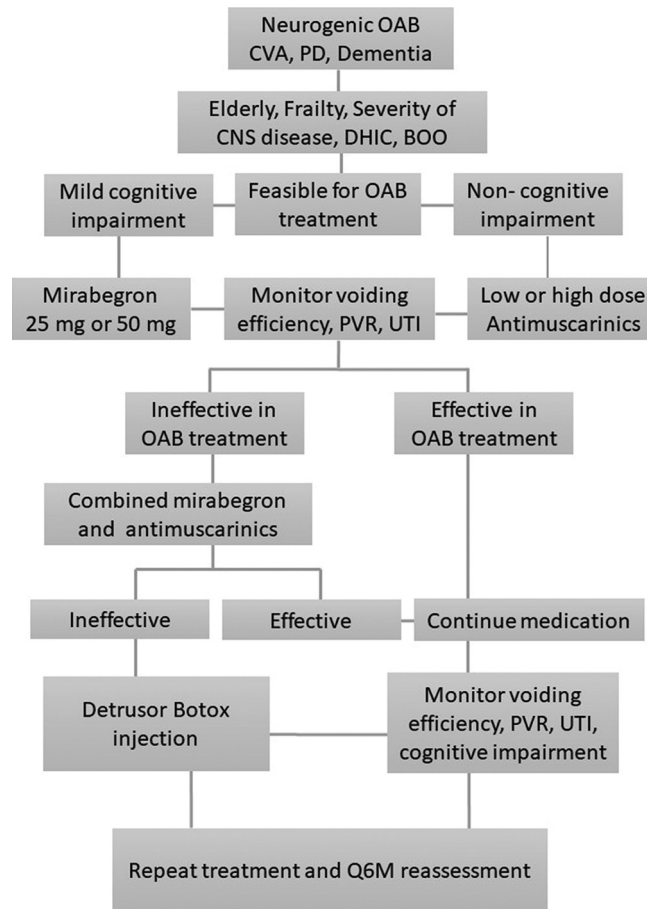 Neurogenic OAB
CVA, PD, Dementia
Elderly, Frailty, Severity of
CNS disease, DHIC, BOO
Mild cognitive
impairment
Feasible for OAB
treatment
Non- cognitive
impairment
Mirabegron
25 mg or 50 mg
Monitor voiding
efficiency, PVR, UTI
Low or high dose
Antimuscarinics
Ineffective in
OAB treatment
Effective in
OAB treatment
Combined mirabegron
and antimuscarinics
Ineffective
Effective
Continue medication
Detrusor Botox
injection
Monitor voiding
efficiency, PVR, UTI,
cognitive impairment
Repeat treatment and Q6M reassessment